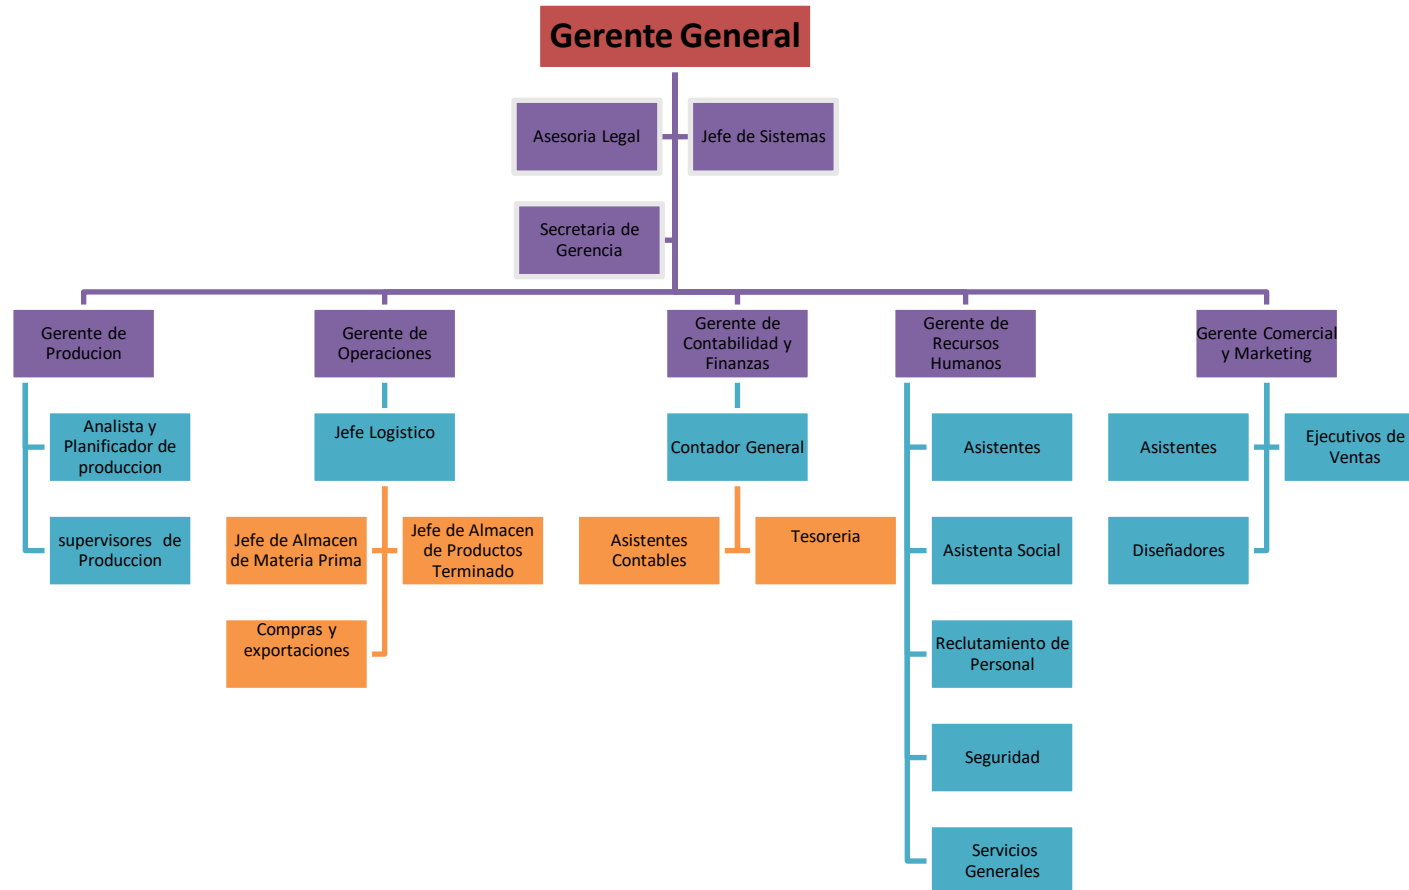 Gerente General
Asesoria Legal
Jefe de Sistemas
Secretaria de
Gerencia
Gerente de
Producion
Gerente de
Operaciones
Gerente de
Contabilidad y
Finanzas
Gerente de
Recursos
Humanos
Gerente Comercial
y Marketing
Analista y
Planificador de
produccion
Jefe Logistico
Contador General
Asistentes
Asistentes
Ejecutivos de
Ventas
supervisores de
Produccion
Jefe de Almacen
de Materia Prima
Jefe de Almacen
de Productos
Terminado
Asistentes
Contables
Tesoreria
Asistenta Social
Diseñadores
Compras y
exportaciones
Reclutamiento de
Personal
Seguridad
Servicios
Generales